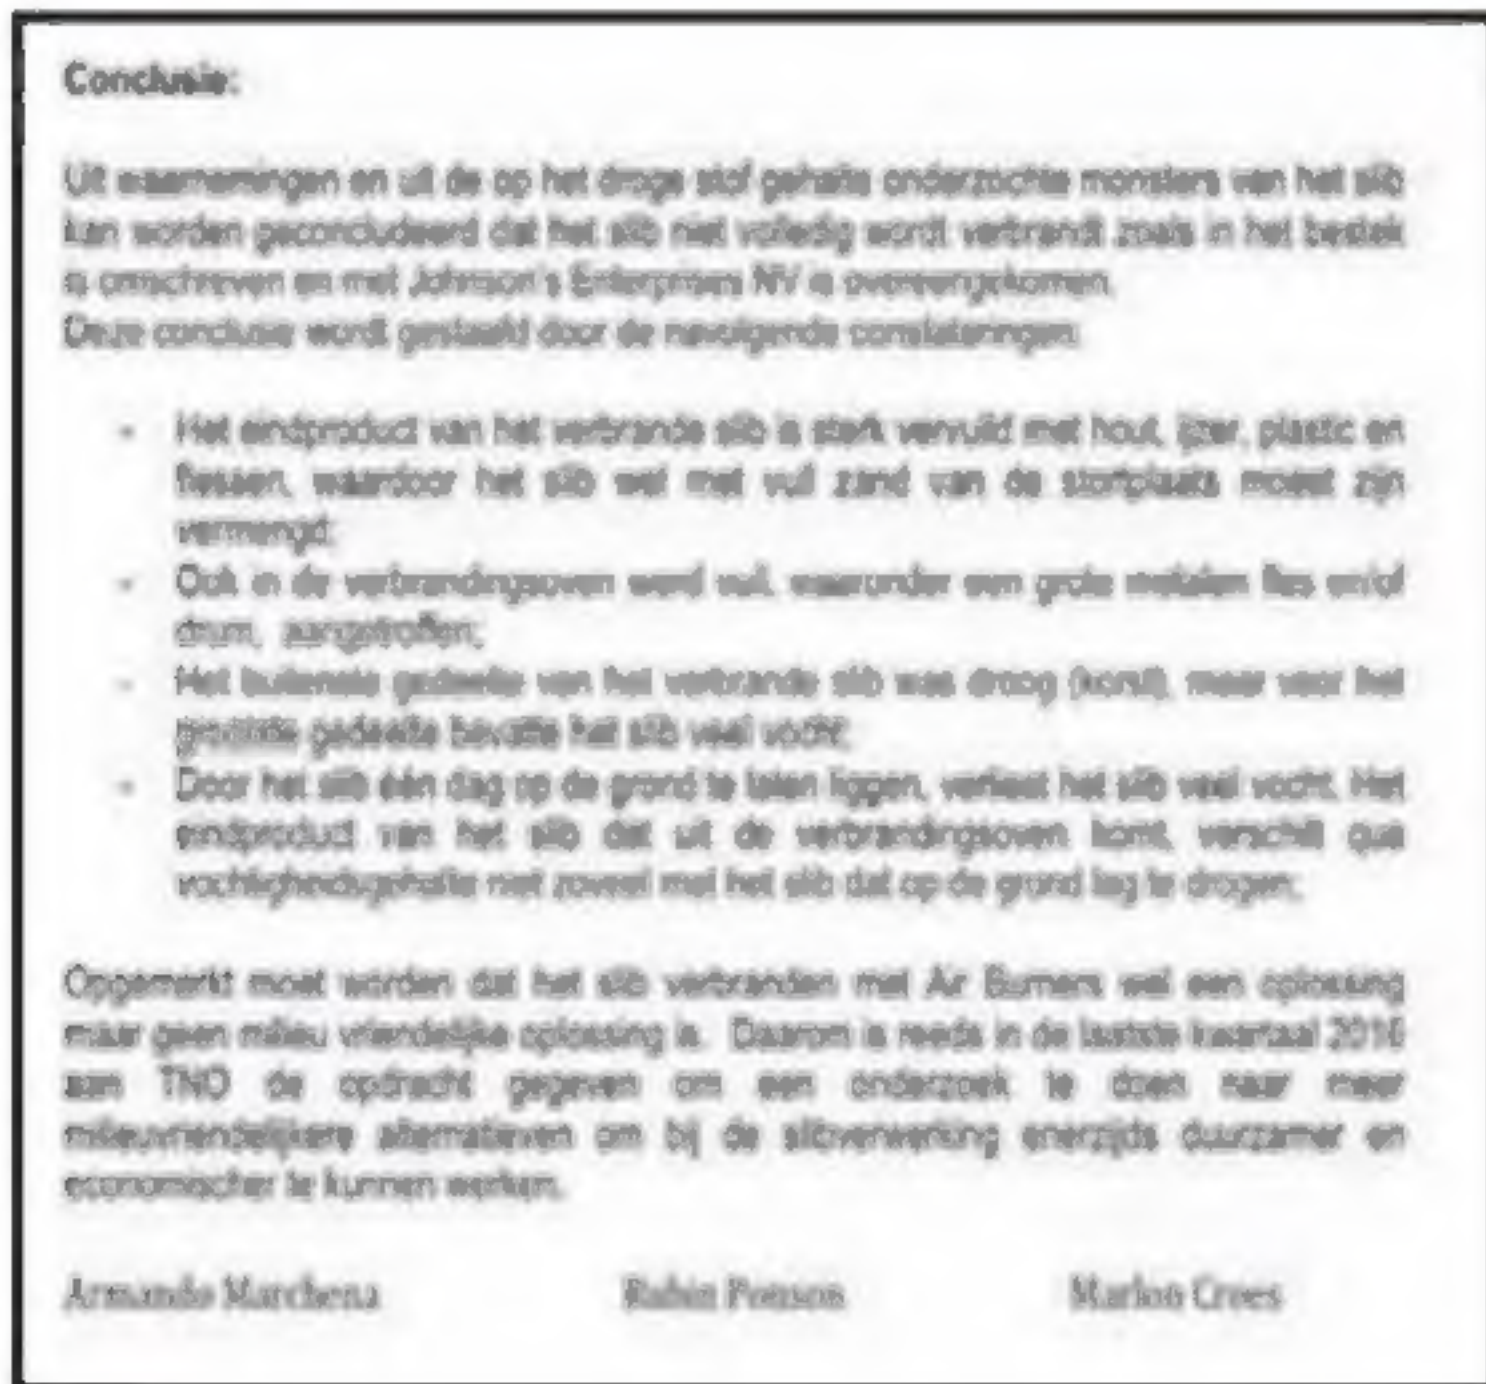 Conclusie:
Uit waarnemingen en uit de op het droge stof gehalte onderzochte monsters van het slib
kan worden geconcludeerd dat het slib niet volledig wordt verbrandt zoals in het bestek
is omschreven en met Johnson's Enterprises NV is overeengekomen.
Deze conclusie wordt gestaafd door de navolgende constateringen:
- Het eindproduct van het verbrande slib is sterk vervuild met hout, ijzer, plastic en
flessen, waardoor het slib wel met vuil zand van de stortplaats moest zijn
vermengd;
- Ook in de verbrandingsoven werd vuil, waaronder een grote metalen fles en/of
drum, aangetroffen;
- Het buitenste gedeelte van het verbrande slib was droog (korst), maar voor het
grootste gedeelte bevatte het slib veel vocht;
- Door het slib één dag op de grond te laten liggen, verliest het slib veel vocht. Het
eindproduct van het slib dat uit de verbrandingsoven komt, verschilt qua
vochtigheidsgehalte niet zoveel met het slib dat op de grond lag te drogen;
Opgemerkt moet worden dat het slib verbranden met Air Burners wel een oplossing
maar geen milieu vriendelijke oplossing is. Daarom is reeds in de laatste kwartaal 2016
aan TNO de opdracht gegeven om een onderzoek te doen naar meer
milieuvriendelijkere alternatieven om bij de slibverwerking enerzijds duurzamer en
economischer te kunnen werken.
Armando Marchena Rubin Ponson Marlon Croes